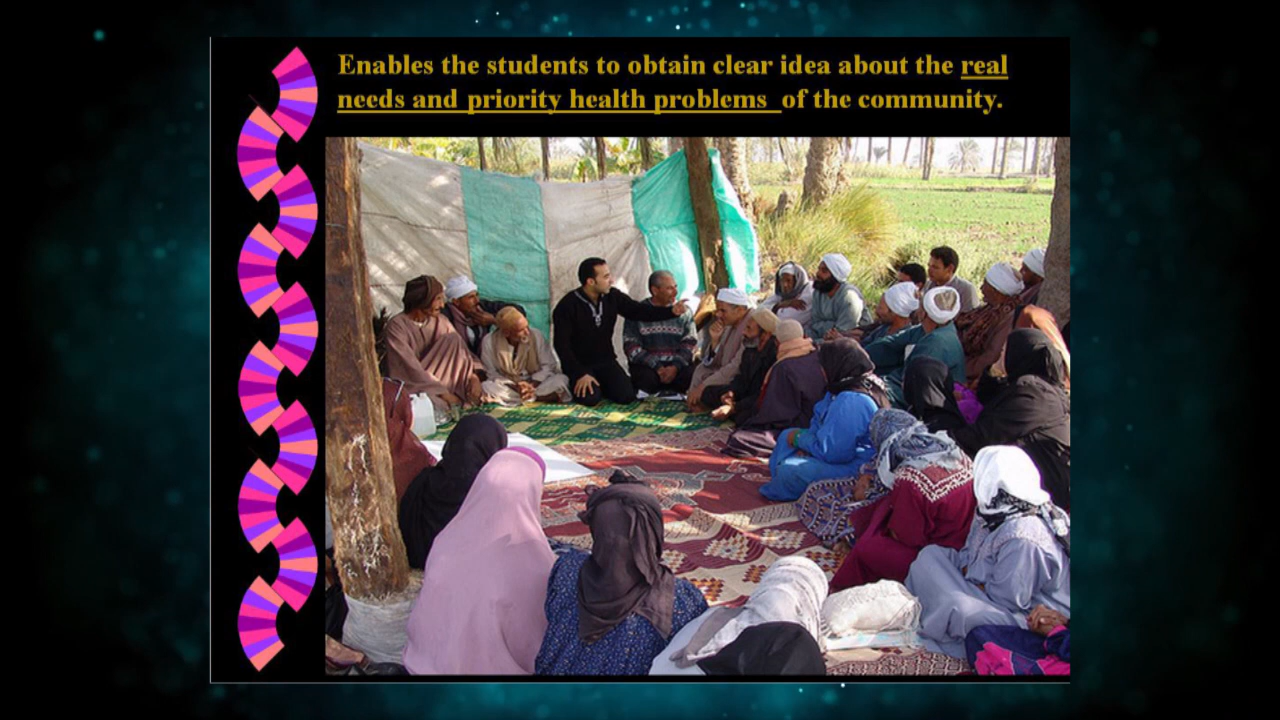 Enables the students to obtain clear idea about the real
needs and priority health problems of the community.